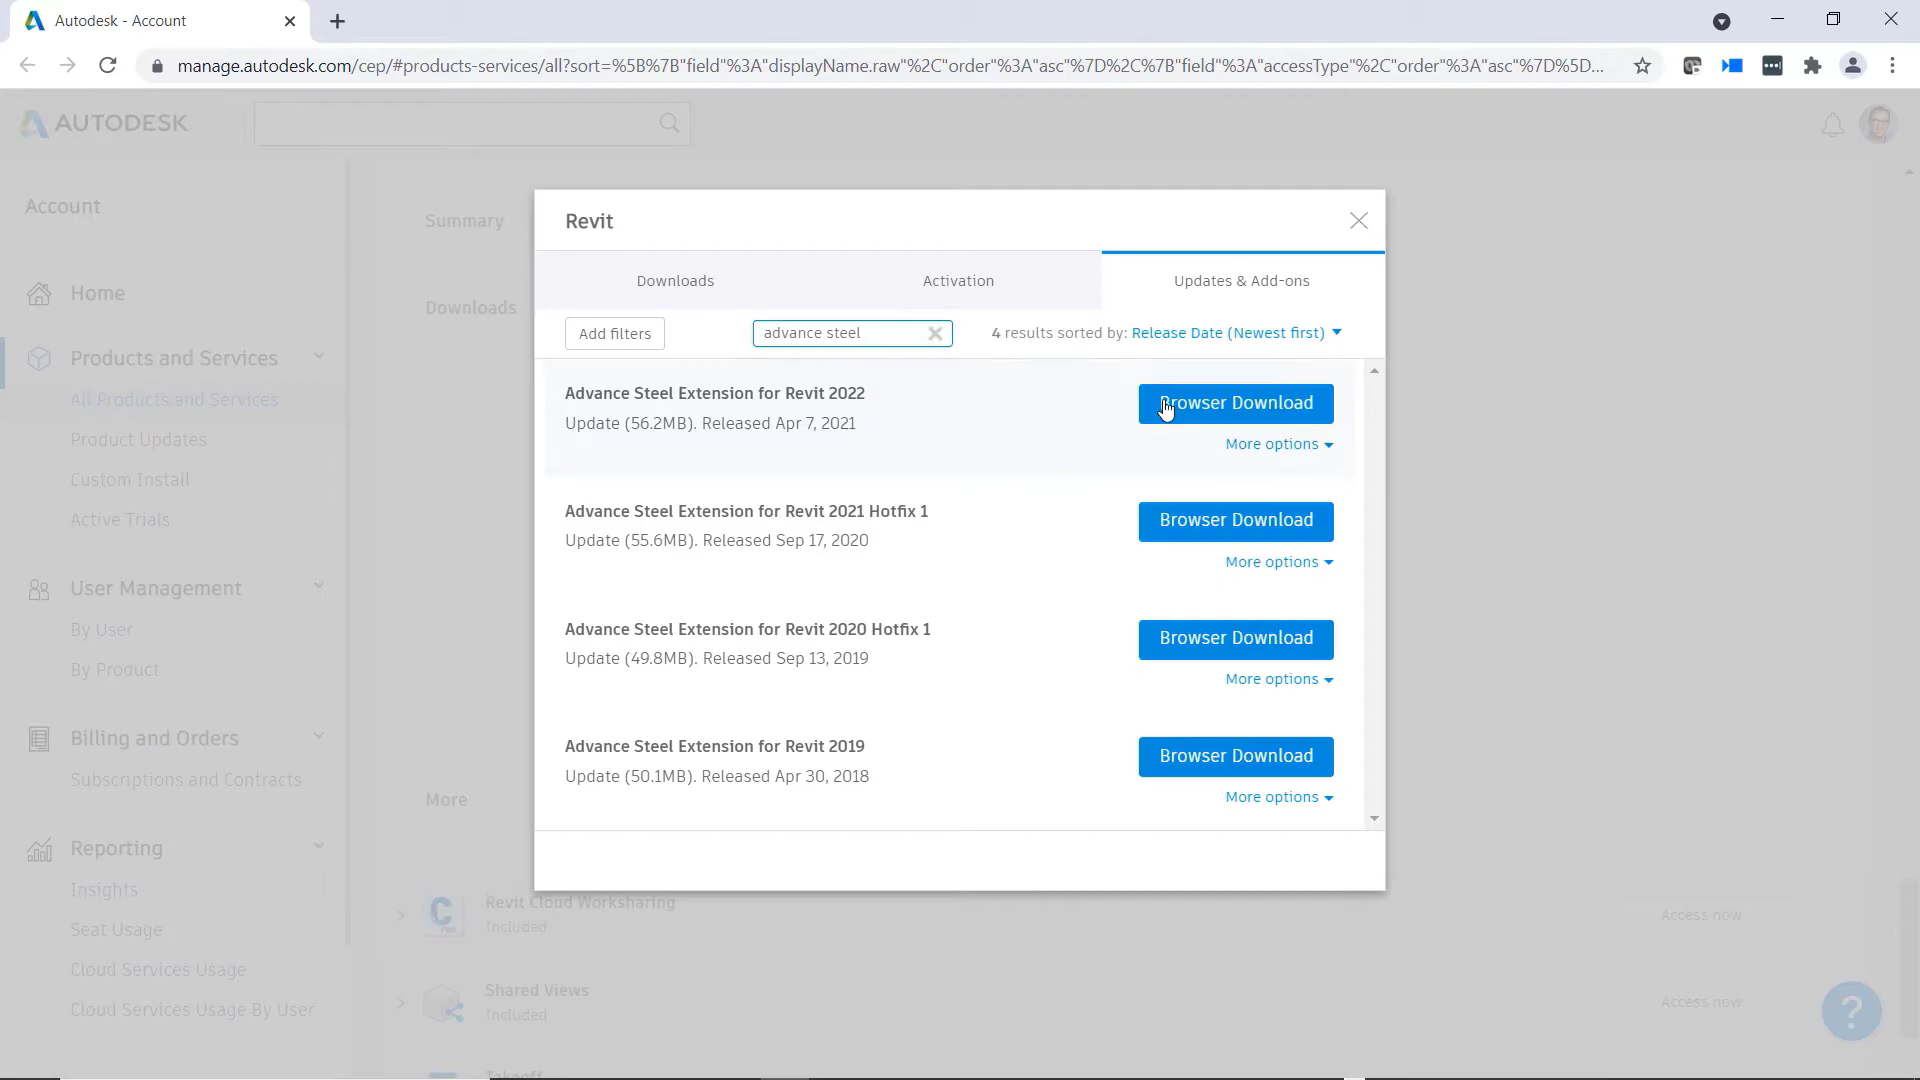 Autodesk - Account
manage.autodesk.com/cep/#products-services/all?sort=%5B%7B"field"%3A"displayName.raw"%2C"order"%3A"asc"%7D%2C%7B"field"%3A"accessType"%2C"order"%3A"asc"%7D%5D...
AUTODESK
Account
Home
Products and Services
All Products and Services
Product Updates
Custom Install
Active Trials
User Management
By User
By Product
Billing and Orders
Subscriptions and Contracts
Reporting
Insights
Seat Usage
Cloud Services Usage
Cloud Services Usage By User
Summary
Downloads
More
Revit
Downloads
Activation
Updates & Add-ons
Add filters
advance steel
4 results sorted by: Release Date (Newest first)
Advance Steel Extension for Revit 2022
Update (56.2MB). Released Apr 7, 2021
Browser Download
More options
Advance Steel Extension for Revit 2021 Hotfix 1
Update (55.6MB). Released Sep 17, 2020
Browser Download
More options
Advance Steel Extension for Revit 2020 Hotfix 1
Update (49.8MB). Released Sep 13, 2019
Browser Download
More options
Advance Steel Extension for Revit 2019
Update (50.1MB). Released Apr 30, 2018
Browser Download
More options
C
Revit Cloud Worksharing
Included
Access now
Shared Views
Included
Access now
Takeoff
?